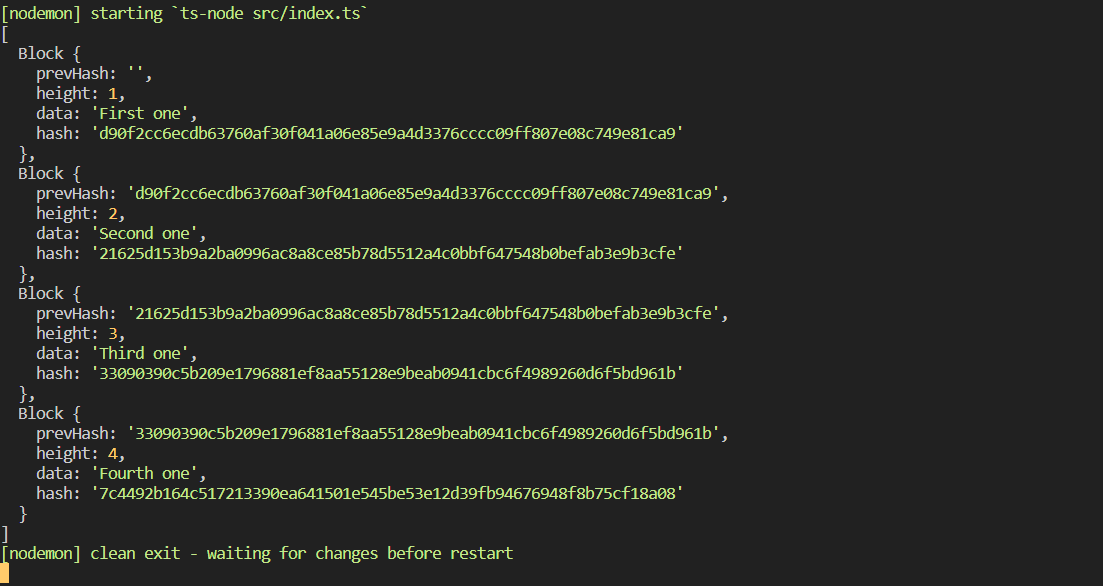 [nodemon] starting `ts-node src/index.ts`
[
  Block {
    prevHash: '',
    height: 1,
    data: 'First one',
    hash: 'd90f2cc6ecdb63760af30f041a06e85e9a4d3376cccc09ff807e08c749e81ca9'
  },
  Block {
    prevHash: 'd90f2cc6ecdb63760af30f041a06e85e9a4d3376cccc09ff807e08c749e81ca9',
    height: 2,
    data: 'Second one',
    hash: '21625d153b9a2ba0996ac8a8ce85b78d5512a4c0bbf647548b0befab3e9b3cfe'
  },
  Block {
    prevHash: '21625d153b9a2ba0996ac8a8ce85b78d5512a4c0bbf647548b0befab3e9b3cfe',
    height: 3,
    data: 'Third one',
    hash: '33090390c5b209e1796881ef8aa55128e9beab0941cbc6f4989260d6f5bd961b'
  },
  Block {
    prevHash: '33090390c5b209e1796881ef8aa55128e9beab0941cbc6f4989260d6f5bd961b',
    height: 4,
    data: 'Fourth one',
    hash: '7c4492b164c517213390ea641501e545be53e12d39fb94676948f8b75cf18a08'
  }
]
[nodemon] clean exit - waiting for changes before restart